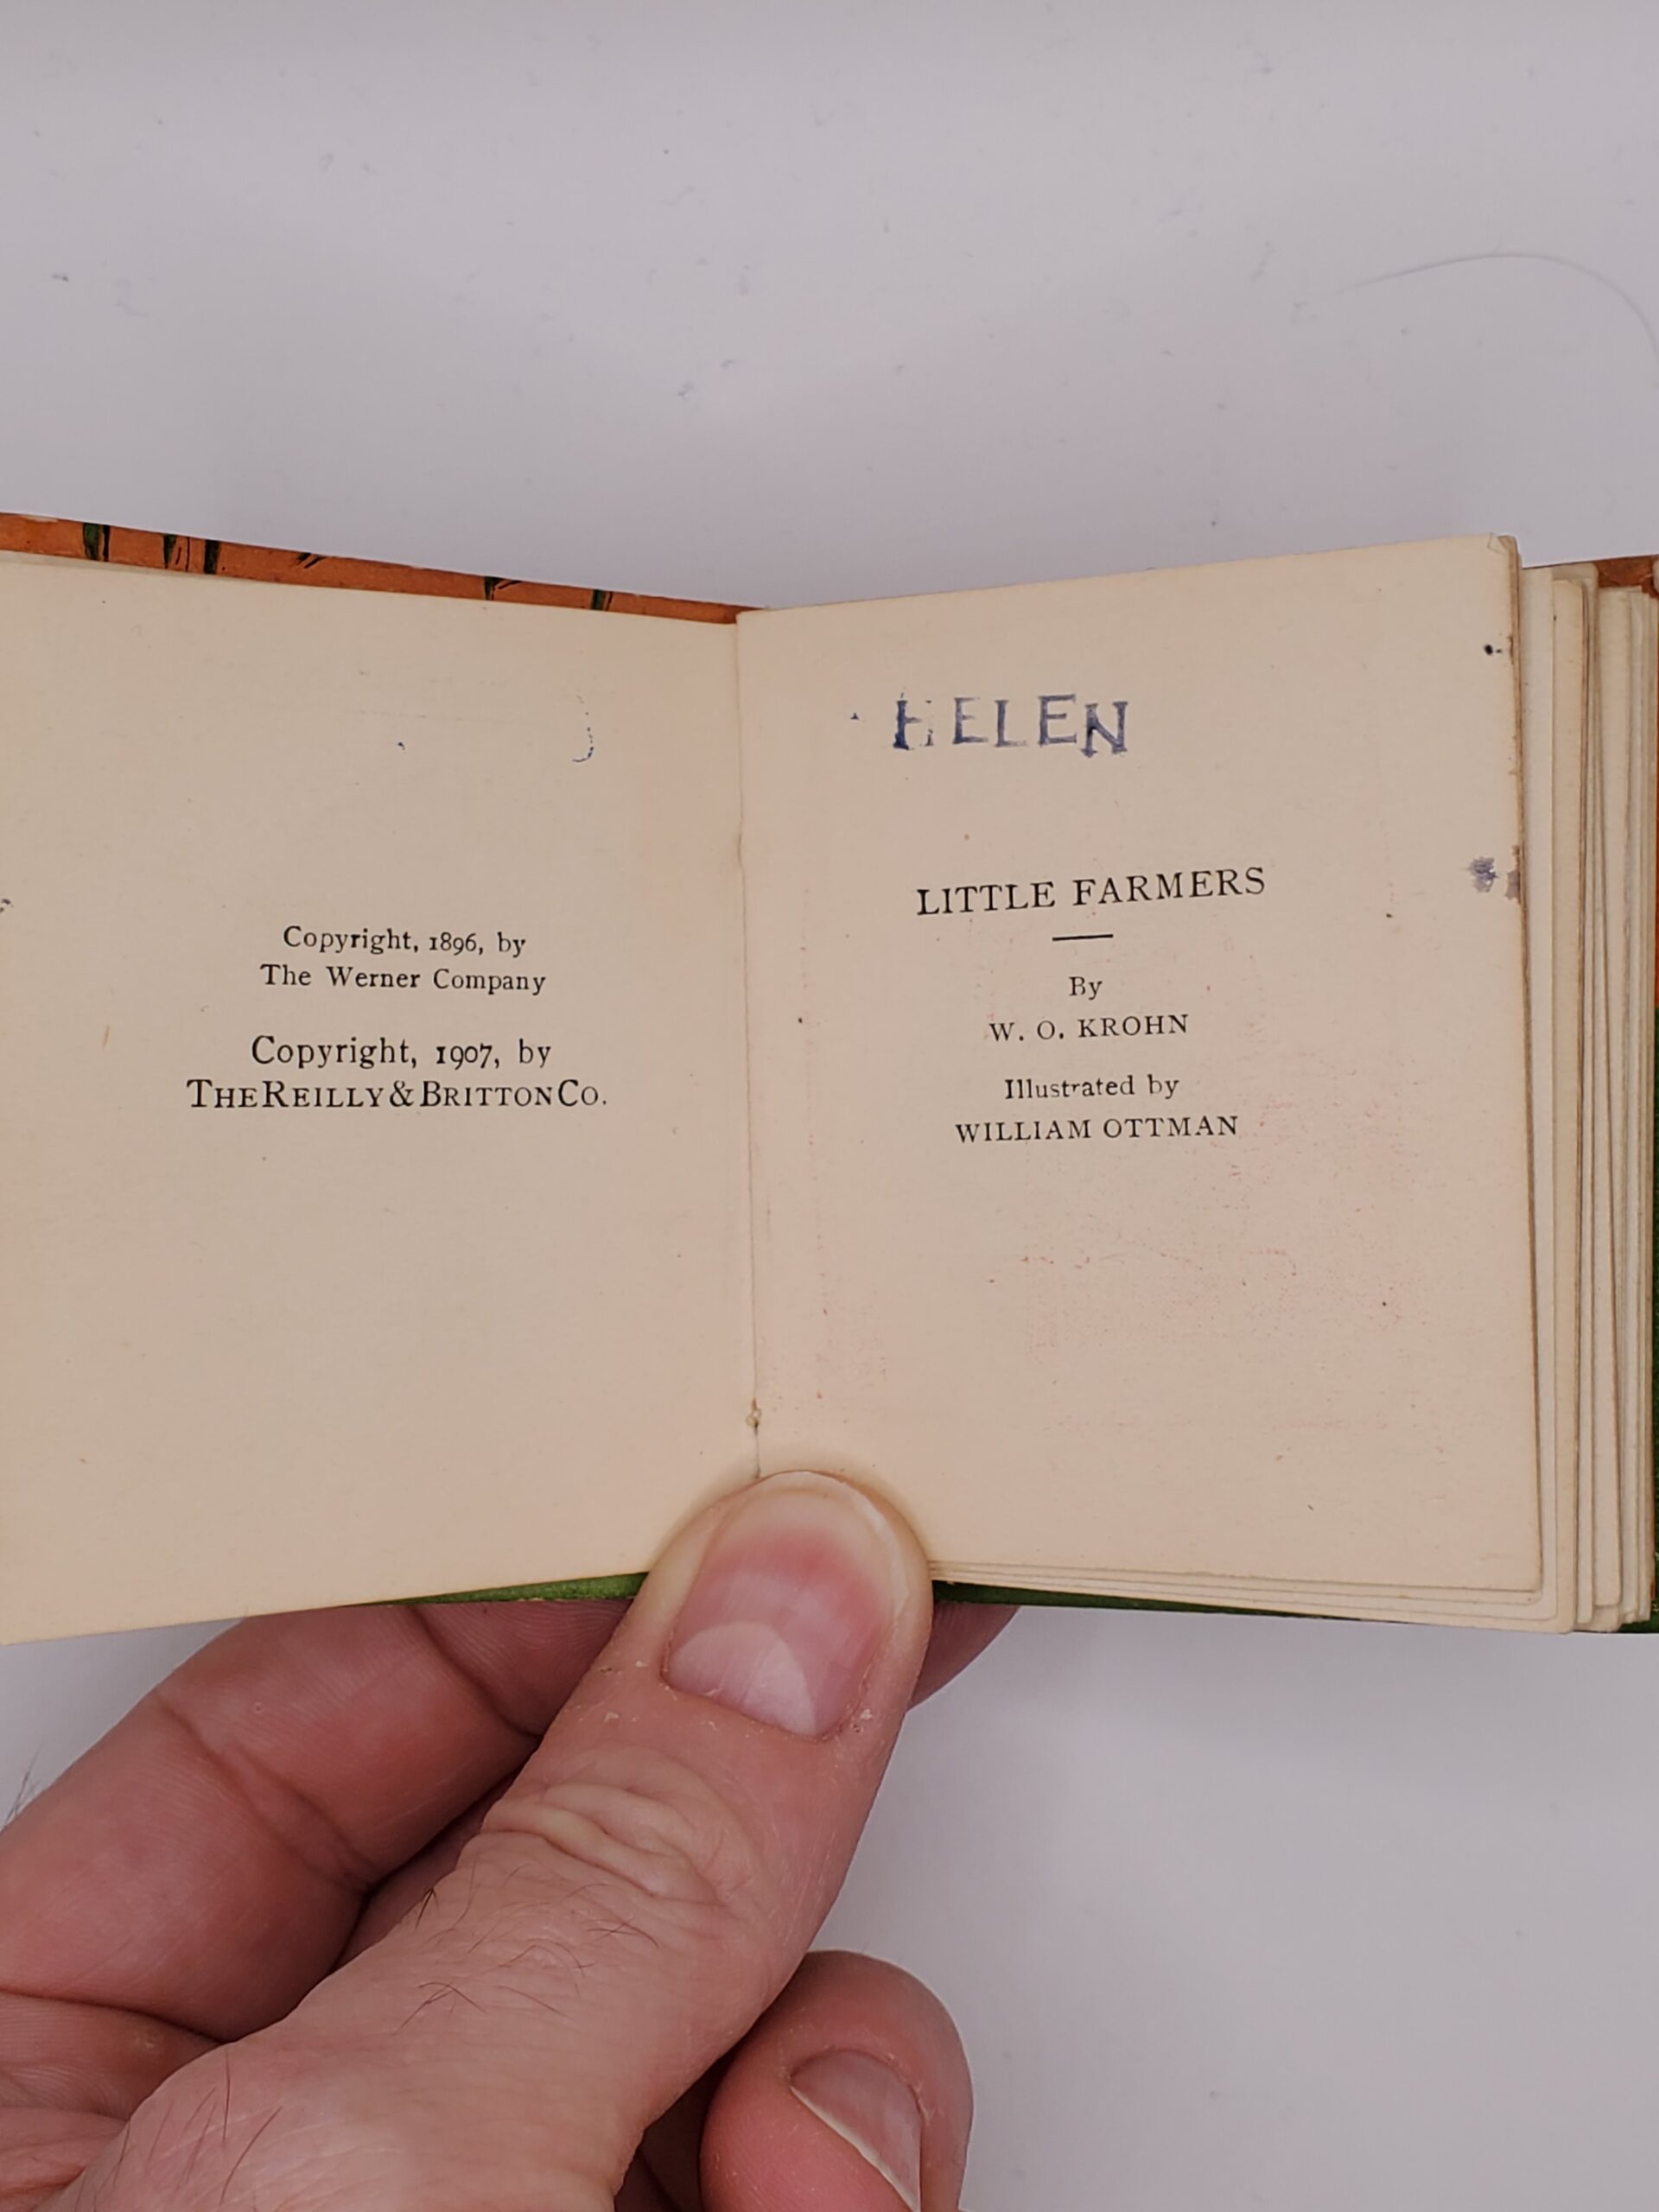 Copyright, 1896, by
The Werner Company
Copyright, 1907, by
THE REILLY & BRITTON CO.
HELEN
LITTLE FARMERS
By
W. O. KROHN
Illustrated by
WILLIAM OTTMAN